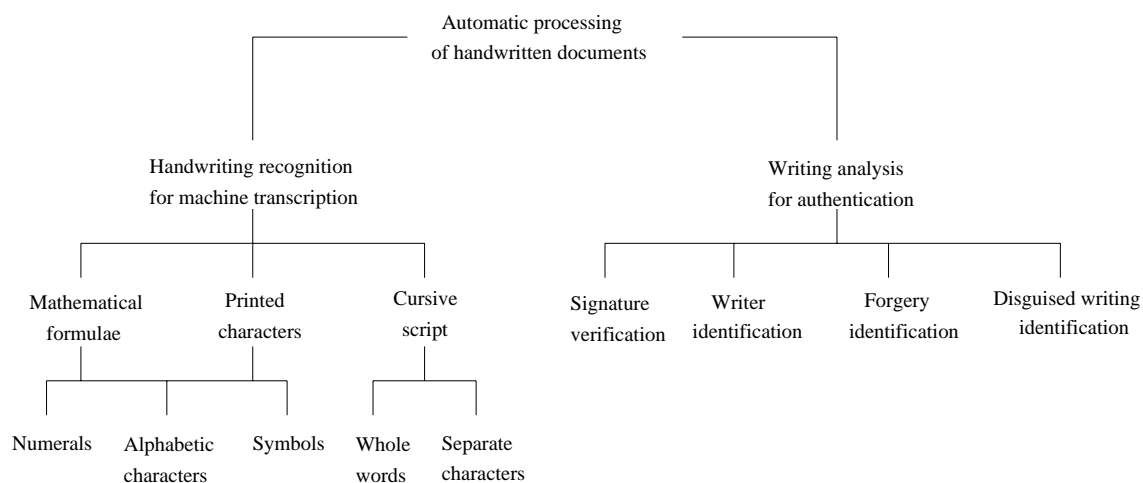 Automatic processing
of handwritten documents
Handwriting recognition
for machine transcription
Writing analysis
for authentication
Mathematical
formulae
Printed
characters
Cursive
script
Signature
verification
Writer
identification
Forgery
identification
Disguised writing
identification
Numerals
Alphabetic
characters
Symbols
Whole
words
Separate
characters